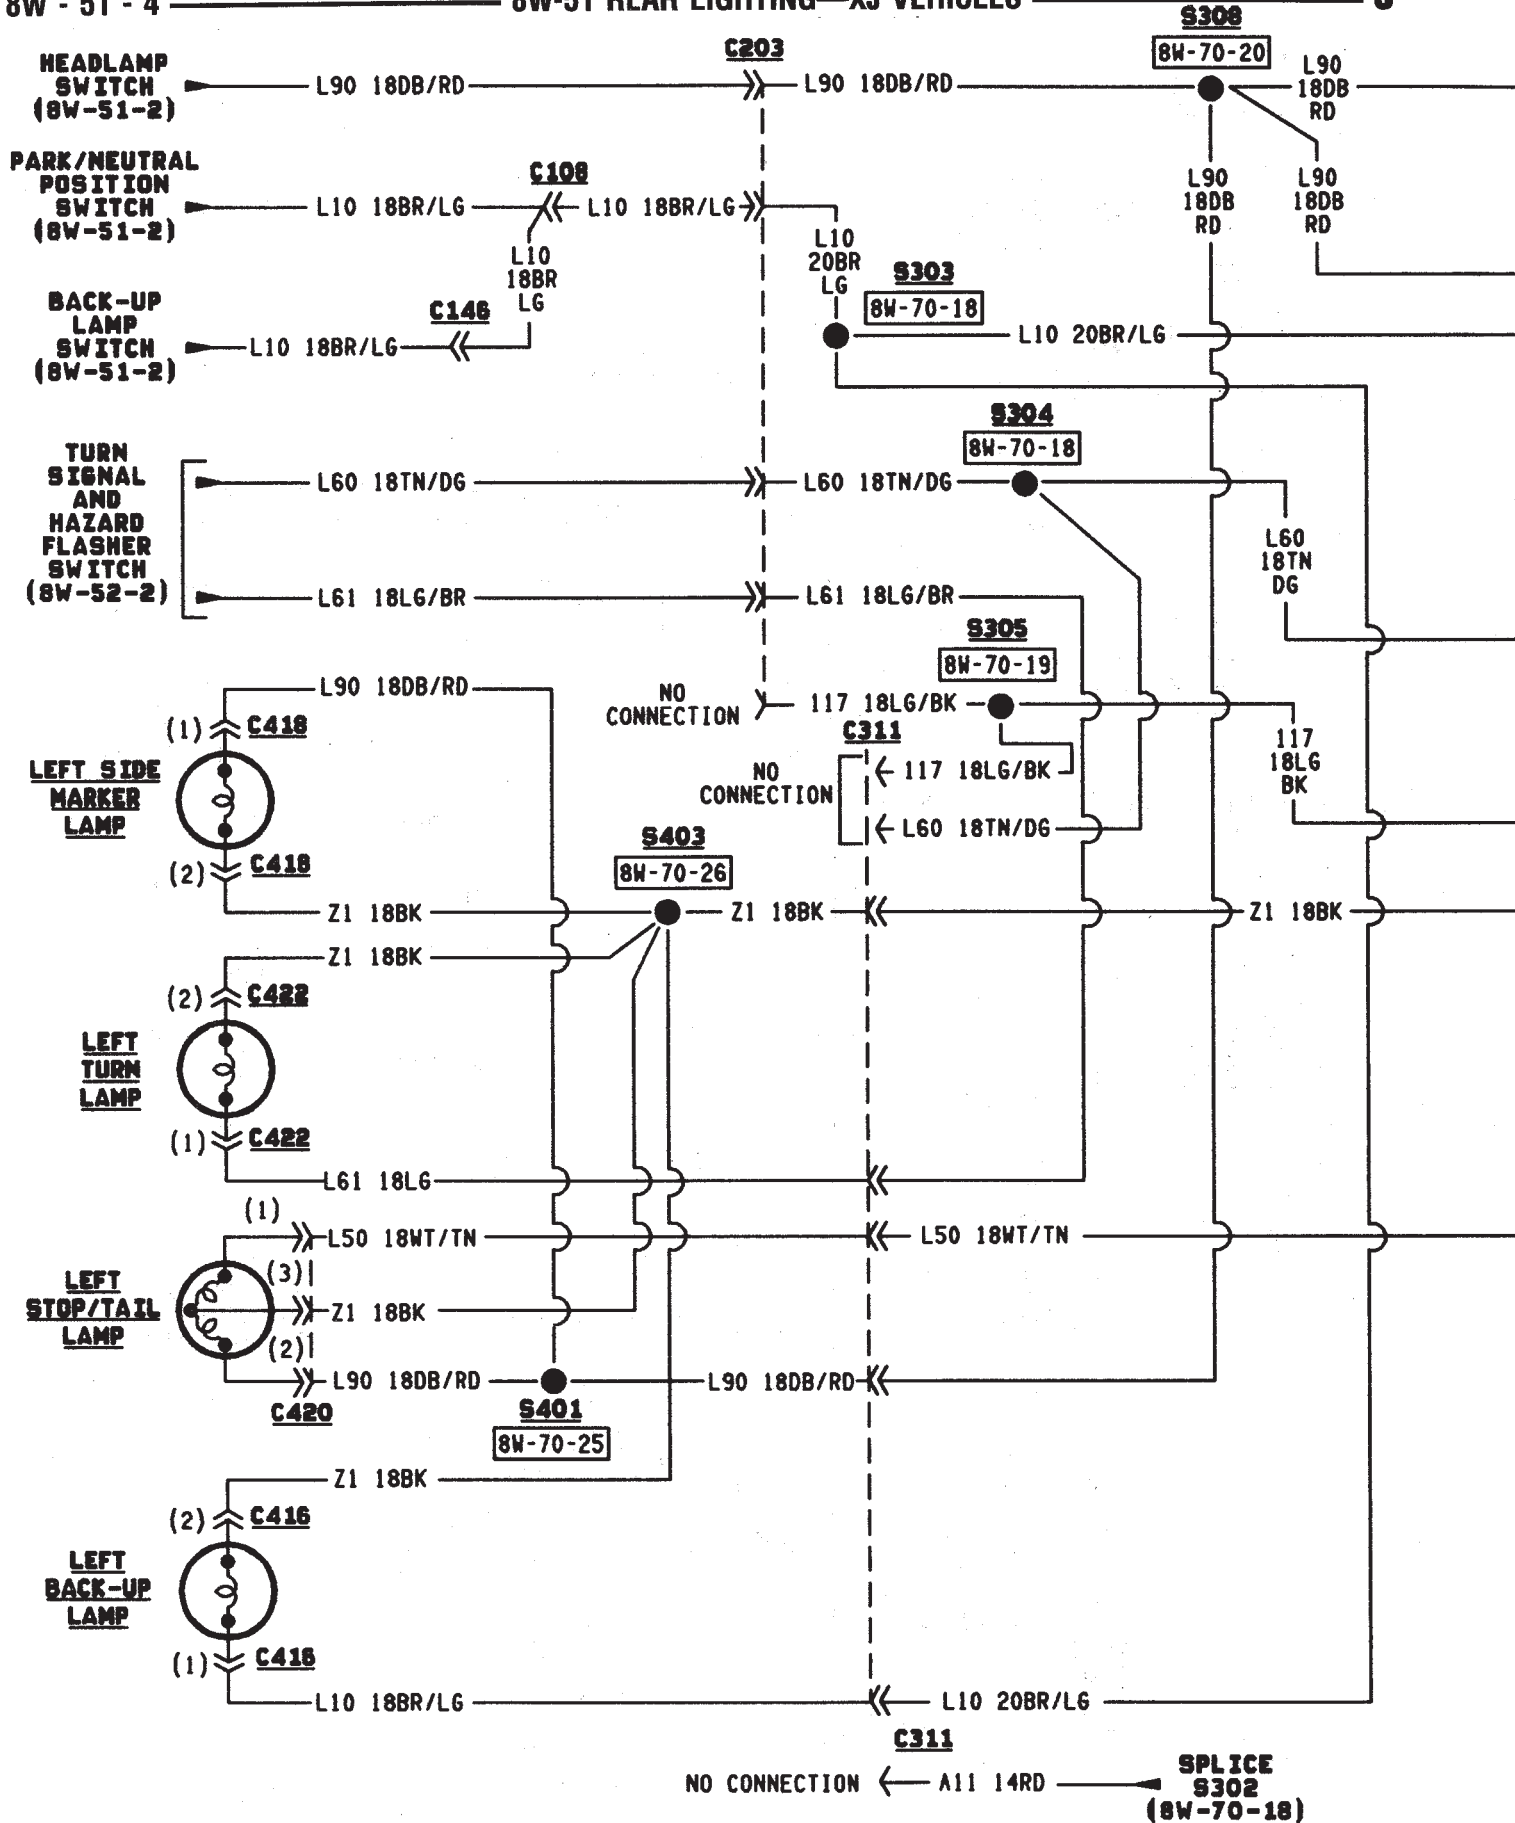 8W - 51 - 4
8W-51 REAR LIGHTING—XJ VEHICLES
S308
8W-70-20
C203
HEADLAMP
SWITCH
(8W-51-2)
L90 18DB/RD
L90 18DB/RD
L90
18DB
RD
PARK/NEUTRAL
POSITION
SWITCH
(8W-51-2)
C108
L10 18BR/LG
L10 18BR/LG
L90
18DB
RD
L90
18DB
RD
L10
18BR
LG
L10
20BR
LG
S303
8W-70-18
BACK-UP
LAMP
SWITCH
(8W-51-2)
C146
L10 18BR/LG
L10 20BR/LG
S304
8W-70-18
TURN
SIGNAL
AND
HAZARD
FLASHER
SWITCH
(8W-52-2)
L60 18TN/DG
L60 18TN/DG
L60
18TN
DG
L61 18LG/BR
L61 18LG/BR
S305
8W-70-19
L90 18DB/RD
NO
CONNECTION
117 18LG/BK
117
18LG
BK
(1)
C418
C311
LEFT SIDE
MARKER
LAMP
NO
CONNECTION
117 18LG/BK
L60 18TN/DG
S403
8W-70-26
(2)
C418
Z1 18BK
Z1 18BK
Z1 18BK
Z1 18BK
(2)
C422
LEFT
TURN
LAMP
(1)
C422
L61 18LG
(1)
L50 18WT/TN
L50 18WT/TN
(3)
LEFT
STOP/TAIL
LAMP
Z1 18BK
(2)
L90 18DB/RD
L90 18DB/RD
C420
S401
8W-70-25
Z1 18BK
(2)
C416
LEFT
BACK-UP
LAMP
(1)
C416
L10 18BR/LG
L10 20BR/LG
C311
NO CONNECTION
A11 14RD
SPLICE
S302
(8W-70-18)